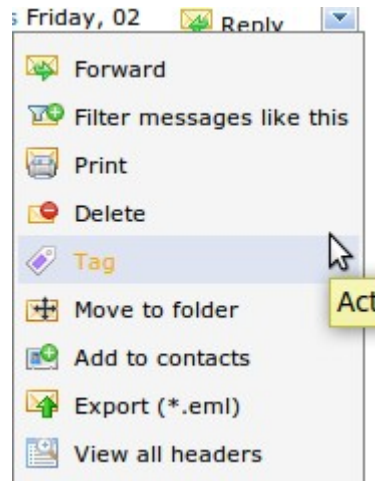 Friday, 02 Reply
Forward
Filter messages like this
Print
Delete
Tag
Move to folder
Act
Add to contacts
Export (*.eml)
View all headers